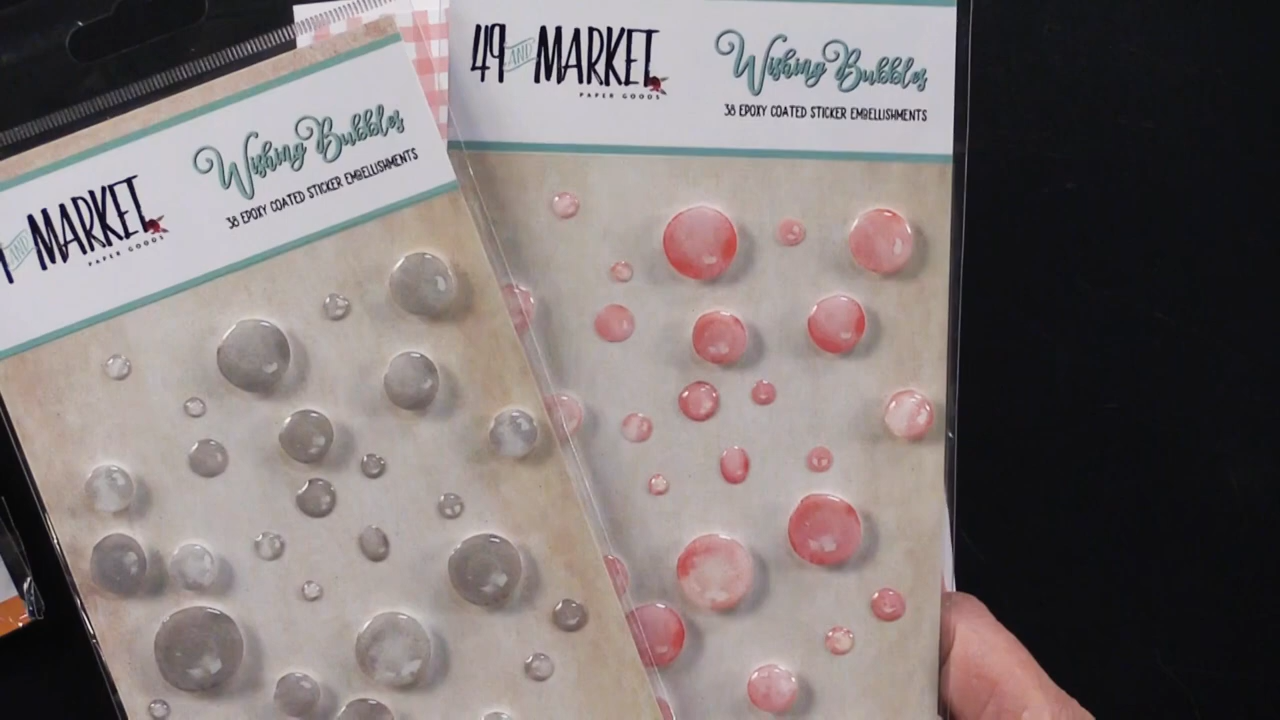 AND MARKET
PAPER GOODS
Wishing Bubbles
38 EPOXY COATED STICKER EMBELLISHMENTS
49 AND MARKET
PAPER GOODS
Wishing Bubbles
38 EPOXY COATED STICKER EMBELLISHMENTS